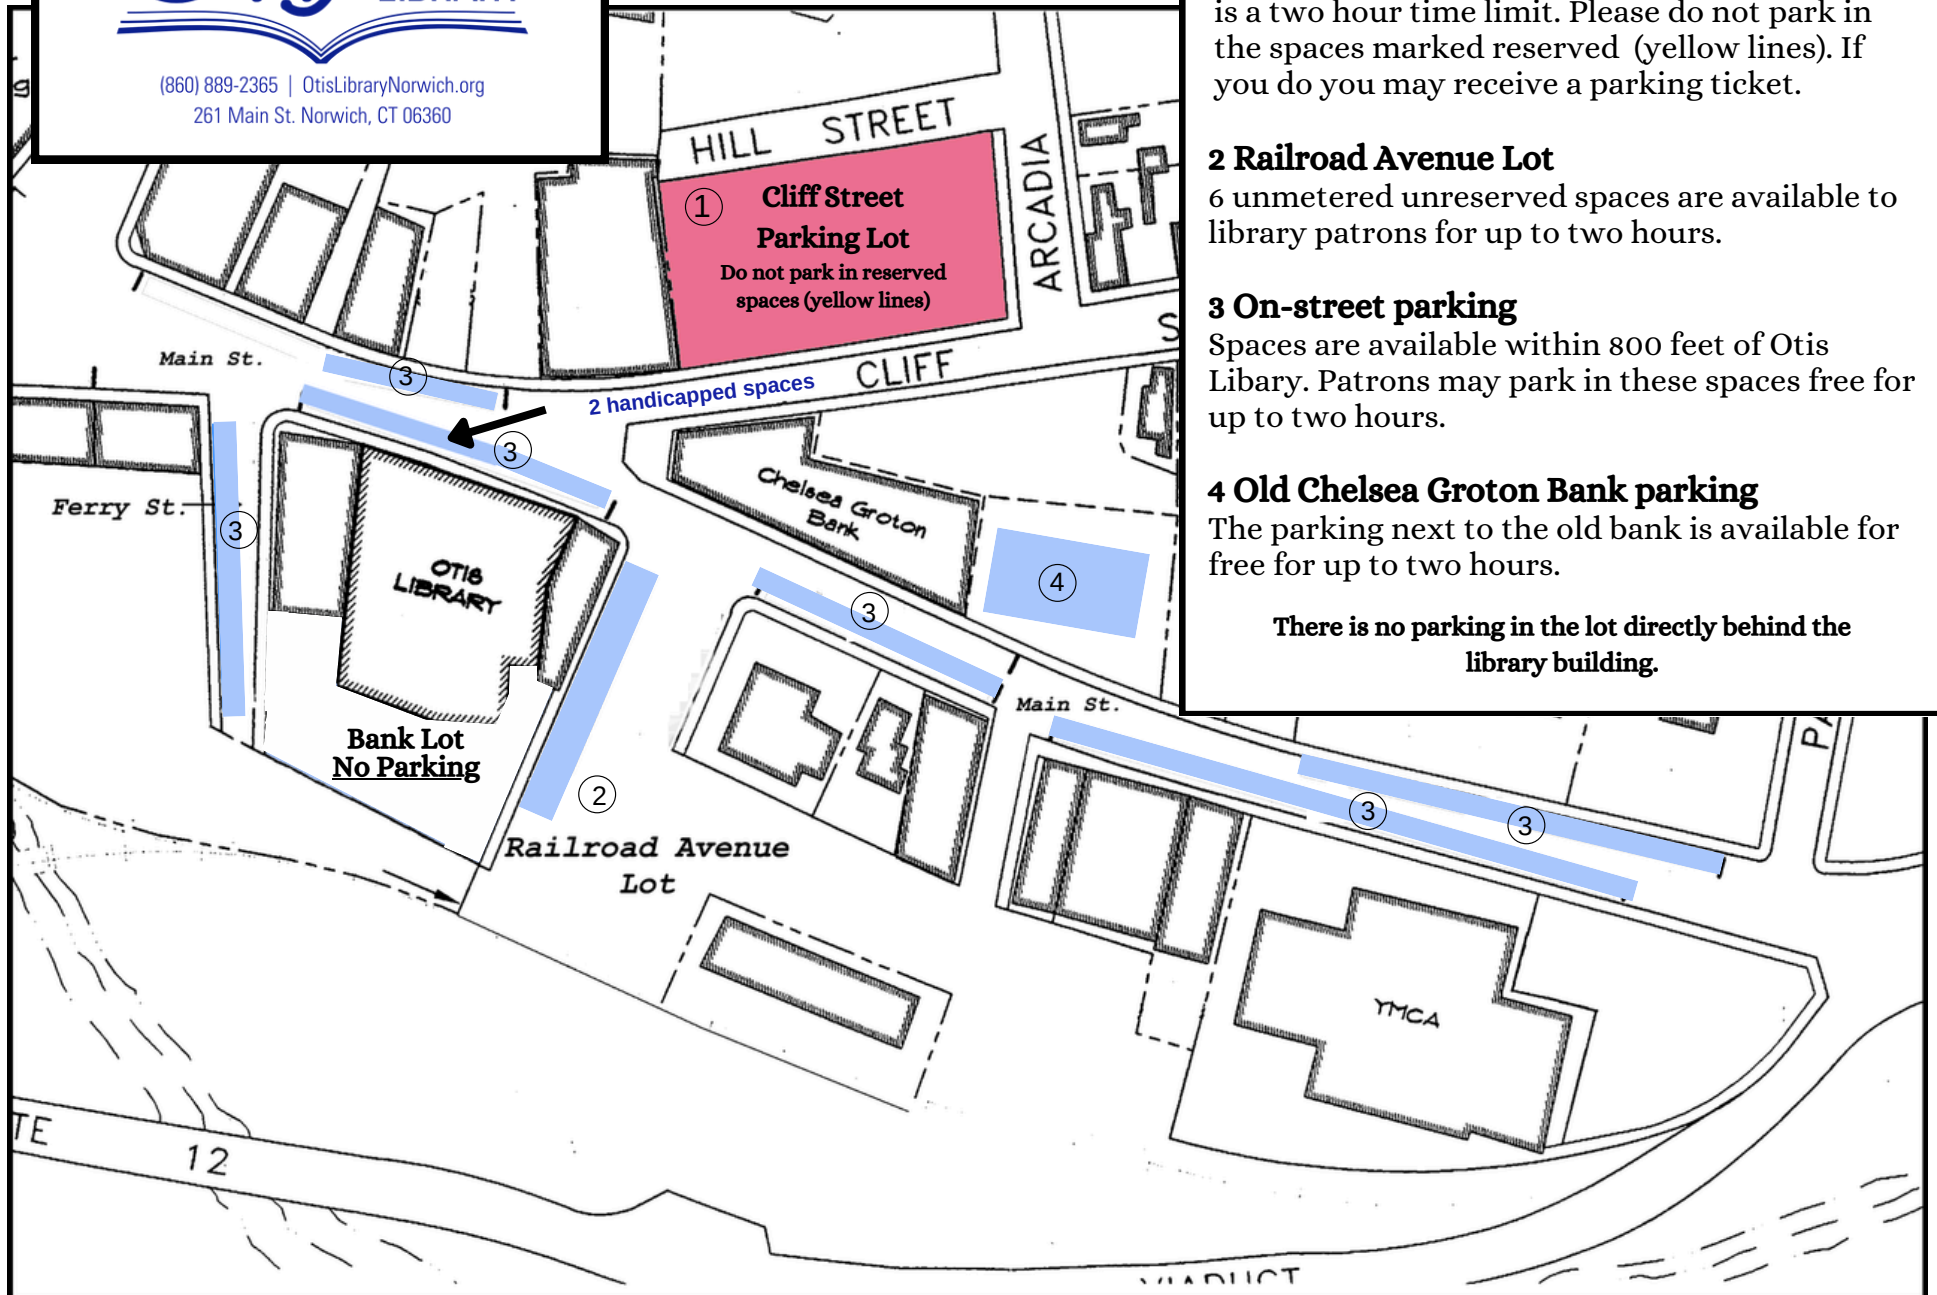 LIBRARY
(860) 889-2365 | OtisLibraryNorwich.org
261 Main St. Norwich, CT 06360
is a two hour time limit. Please do not park in
the spaces marked reserved (yellow lines). If
you do you may receive a parking ticket.
2 Railroad Avenue Lot
6 unmetered unreserved spaces are available to
library patrons for up to two hours.
3 On-street parking
Spaces are available within 800 feet of Otis
Libary. Patrons may park in these spaces free for
up to two hours.
4 Old Chelsea Groton Bank parking
The parking next to the old bank is available for
free for up to two hours.
There is no parking in the lot directly behind the
library building.
HILL STREET
ARCADIA
1
Cliff Street
Parking Lot
Do not park in reserved
spaces (yellow lines)
CLIFF
S
Main St.
3
2 handicapped spaces
3
Ferry St.
3
OTIS
LIBRARY
Chelsea Groton
Bank
4
3
Main St.
Bank Lot
No Parking
2
Railroad Avenue
Lot
3
3
YMCA
TE
12
VIADUCT